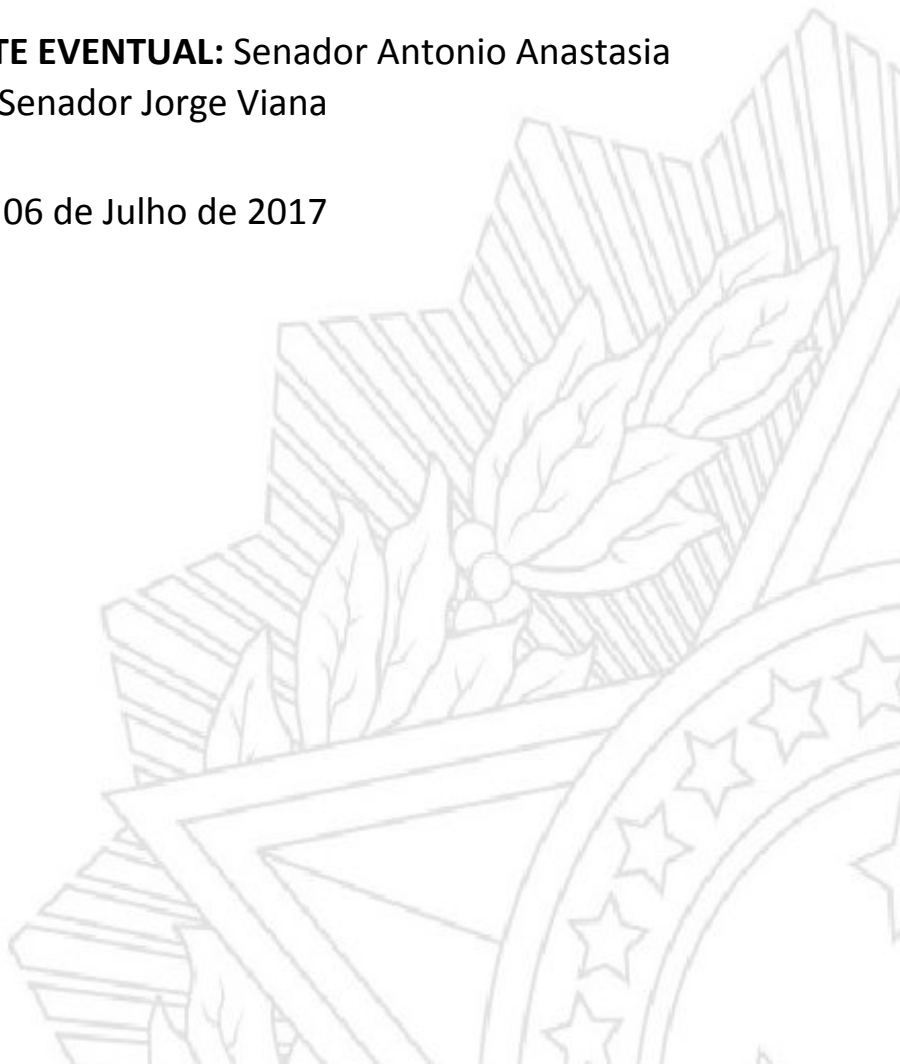 TE EVENTUAL: Senador Antonio Anastasia
Senador Jorge Viana
06 de Julho de 2017